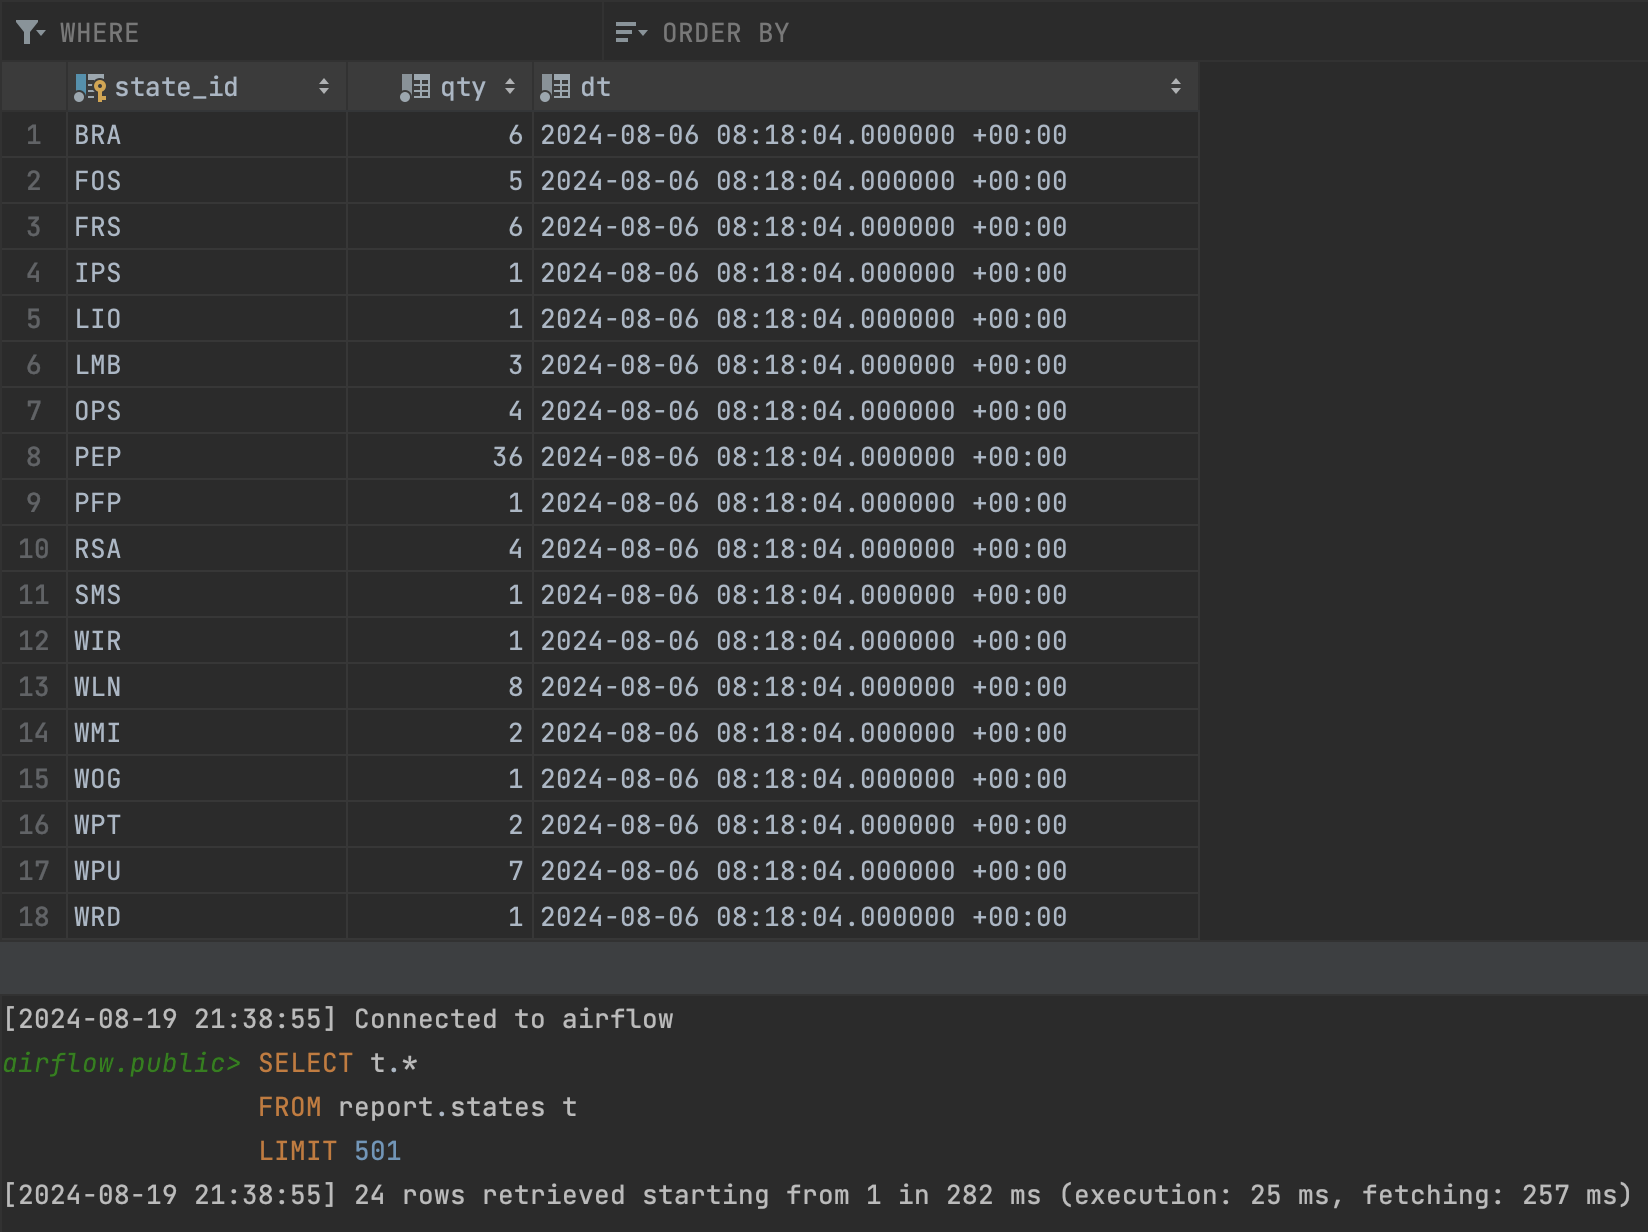 WHERE ORDER BY
state_id qty dt
1 BRA 6 2024-08-06 08:18:04.000000 +00:00
2 FOS 5 2024-08-06 08:18:04.000000 +00:00
3 FRS 6 2024-08-06 08:18:04.000000 +00:00
4 IPS 1 2024-08-06 08:18:04.000000 +00:00
5 LIO 1 2024-08-06 08:18:04.000000 +00:00
6 LMB 3 2024-08-06 08:18:04.000000 +00:00
7 OPS 4 2024-08-06 08:18:04.000000 +00:00
8 PEP 36 2024-08-06 08:18:04.000000 +00:00
9 PFP 1 2024-08-06 08:18:04.000000 +00:00
10 RSA 4 2024-08-06 08:18:04.000000 +00:00
11 SMS 1 2024-08-06 08:18:04.000000 +00:00
12 WIR 1 2024-08-06 08:18:04.000000 +00:00
13 WLN 8 2024-08-06 08:18:04.000000 +00:00
14 WMI 2 2024-08-06 08:18:04.000000 +00:00
15 WOG 1 2024-08-06 08:18:04.000000 +00:00
16 WPT 2 2024-08-06 08:18:04.000000 +00:00
17 WPU 7 2024-08-06 08:18:04.000000 +00:00
18 WRD 1 2024-08-06 08:18:04.000000 +00:00
[2024-08-19 21:38:55] Connected to airflow
airflow.public> SELECT t.*
FROM report.states t
LIMIT 501
[2024-08-19 21:38:55] 24 rows retrieved starting from 1 in 282 ms (execution: 25 ms, fetching: 257 ms)